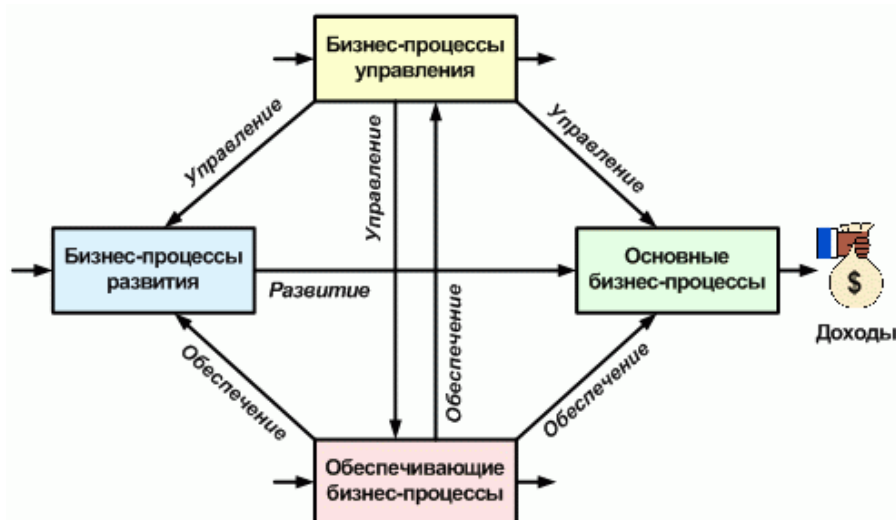 Бизнес-процессы
управления
Управление
Управление
Управление
Бизнес-процессы
развития
Развитие
Основные
бизнес-процессы
$
Доходы
Обеспечение
Обеспечение
Обеспечение
Обеспечивающие
бизнес-процессы